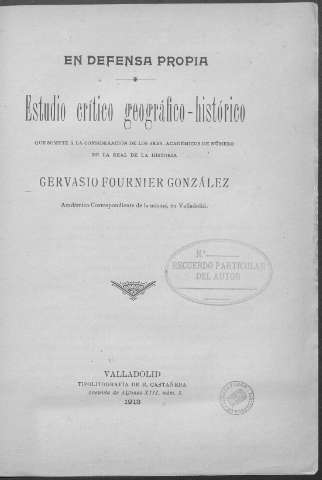 EN DEFENSA PROPIA
Estudio crítico geográfico-histórico
QUE SOMETE Á LA CONSIDERACIÓN DE LOS SRES. ACADÉMICOS DE NÚMERO
DE LA REAL DE LA HISTORIA
GERVASIO FOURNIER GONZÁLEZ
Académico Correspondiente de la misma, en Valladolid.
N.º
RECUERDO PARTICULAR
DEL AUTOR
VALLADOLID
TIPOLITOGRAFÍA DE E. CASTAÑEDA
Avenida de Alfonso XIII, núm.
1913